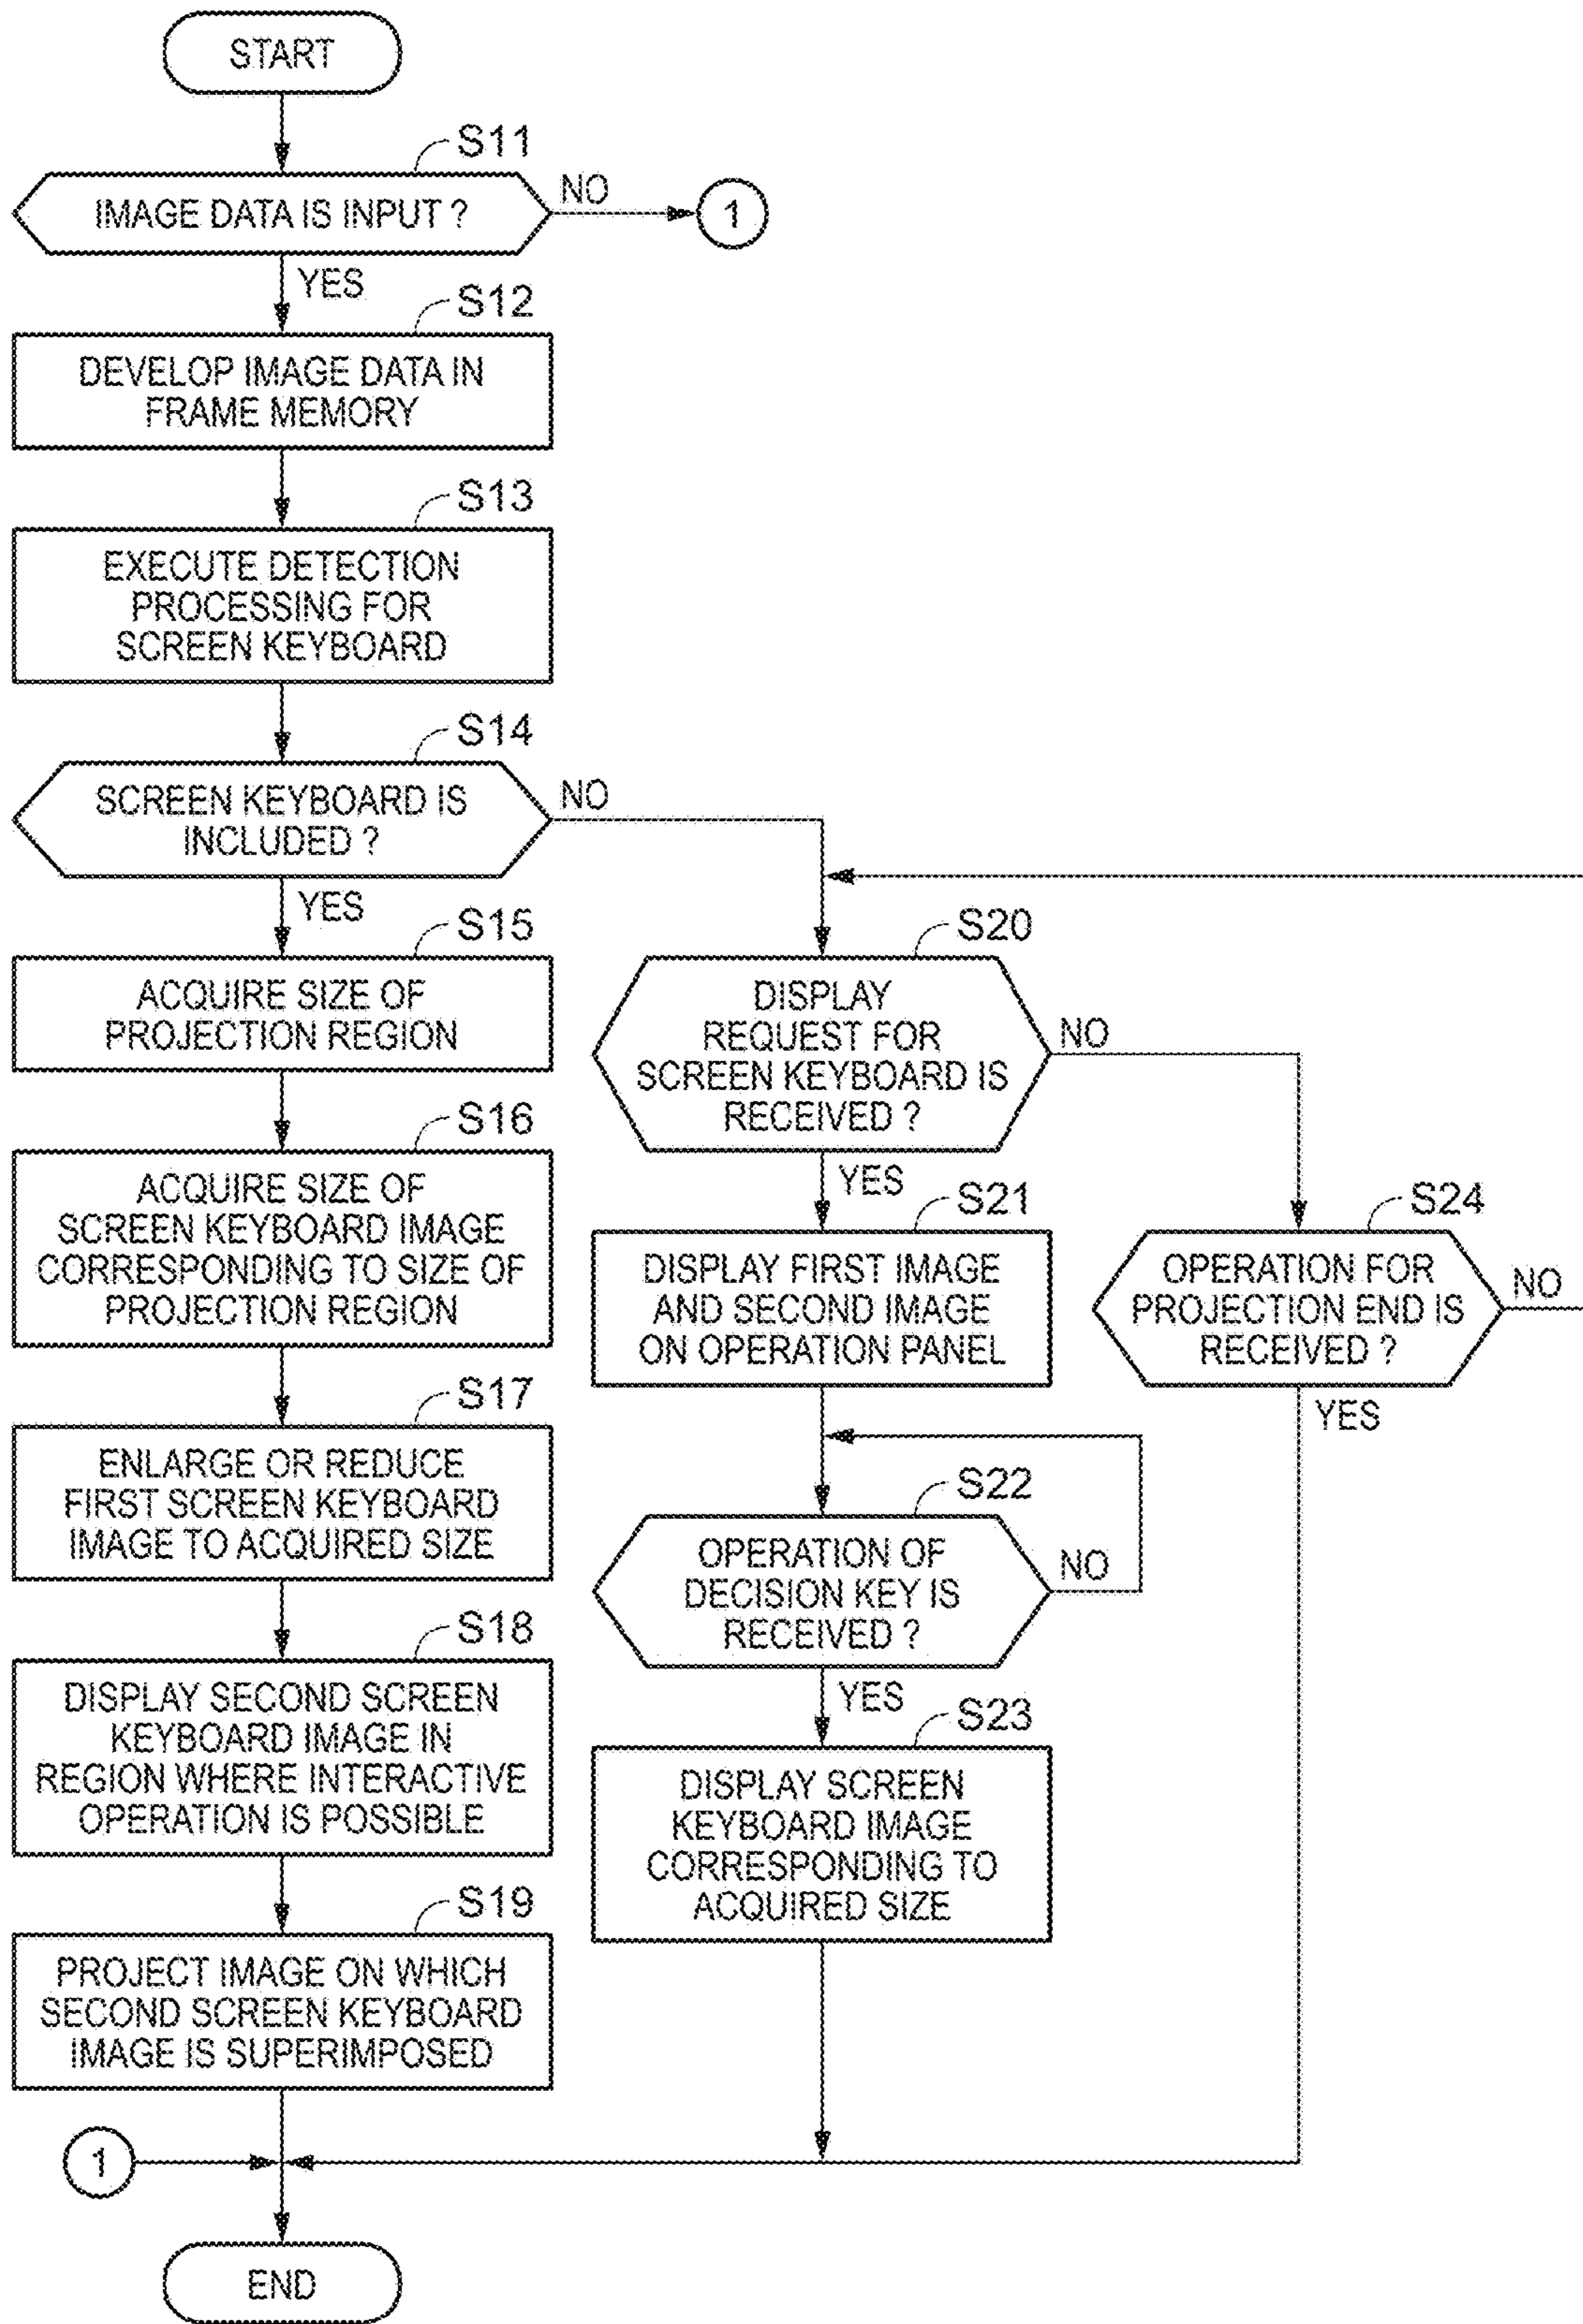 START
S11
IMAGE DATA IS INPUT ?
NO
1
YES
S12
DEVELOP IMAGE DATA IN
FRAME MEMORY
S13
EXECUTE DETECTION
PROCESSING FOR
SCREEN KEYBOARD
S14
SCREEN KEYBOARD IS
INCLUDED ?
NO
YES
S15
ACQUIRE SIZE OF
PROJECTION REGION
S16
ACQUIRE SIZE OF
SCREEN KEYBOARD IMAGE
CORRESPONDING TO SIZE OF
PROJECTION REGION
S17
ENLARGE OR REDUCE
FIRST SCREEN KEYBOARD
IMAGE TO ACQUIRED SIZE
S18
DISPLAY SECOND SCREEN
KEYBOARD IMAGE IN
REGION WHERE INTERACTIVE
OPERATION IS POSSIBLE
S19
PROJECT IMAGE ON WHICH
SECOND SCREEN KEYBOARD
IMAGE IS SUPERIMPOSED
S20
DISPLAY
REQUEST FOR
SCREEN KEYBOARD IS
RECEIVED ?
NO
YES
S21
DISPLAY FIRST IMAGE
AND SECOND IMAGE
ON OPERATION PANEL
S22
OPERATION OF
DECISION KEY IS
RECEIVED ?
NO
YES
S23
DISPLAY SCREEN
KEYBOARD IMAGE
CORRESPONDING TO
ACQUIRED SIZE
S24
OPERATION FOR
PROJECTION END IS
RECEIVED ?
NO
YES
1
END